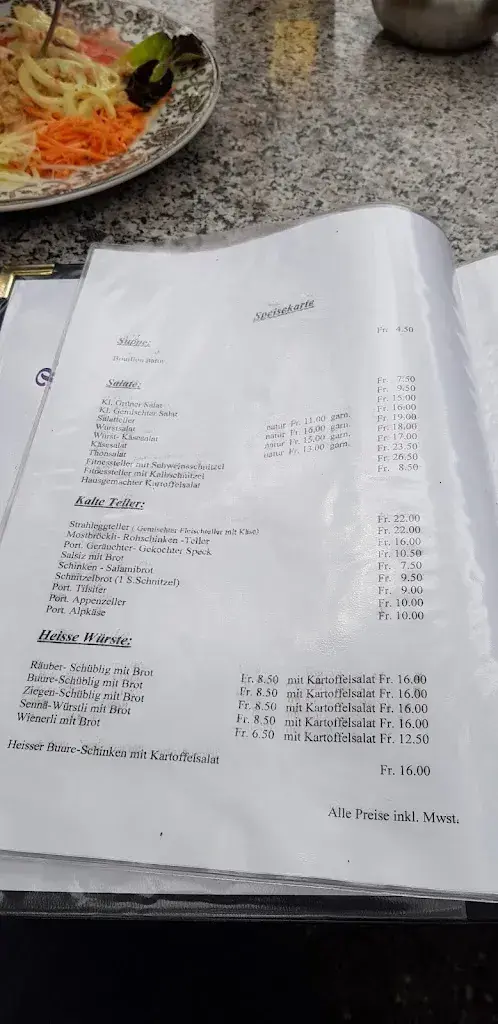 Speisekarte
Suppe: Fr. 4.50
Bouillon natur
Salate:
Kl. Grüner Salat Fr. 7.50
Kl. Gemischter Salat Fr. 9.50
Salatteller Fr. 15.00
Wurstsalat natur Fr. 11.00 garn. Fr. 16.00
Wurst- Käsesalat natur Fr. 16.00 garn. Fr. 19.00
Käsesalat natur Fr. 15.00 garn. Fr. 18.00
Thonsalat natur Fr. 13.00 garn. Fr. 17.00
Fitnessteller mit Schweinsschnitzel Fr. 23.50
Fitnessteller mit Kalbschnitzel Fr. 26.50
Hausgemachter Kartoffelsalat Fr. 8.50
Kalte Teller:
Strahleggteller ( Gemischter Fleischteller mit Käse) Fr. 22.00
Mostbröckli- Rohschinken -Teller Fr. 22.00
Port. Geräuchter- Gekochter Speck Fr. 16.00
Salsiz mit Brot Fr. 10.50
Schinken - Salamibrot Fr. 7.50
Schnitzelbrot (1 S.Schnitzel) Fr. 9.50
Port. Tilsiter Fr. 9.00
Port. Appenzeller Fr. 10.00
Port. Alpkäse Fr. 10.00
Heisse Würste:
Räuber- Schüblig mit Brot Fr. 8.50 mit Kartoffelsalat Fr. 16.00
Buure-Schüblig mit Brot Fr. 8.50 mit Kartoffelsalat Fr. 16.00
Ziegen-Schüblig mit Brot Fr. 8.50 mit Kartoffelsalat Fr. 16.00
Senna-Würstli mit Brot Fr. 8.50 mit Kartoffelsalat Fr. 16.00
Wienerli mit Brot Fr. 6.50 mit Kartoffelsalat Fr. 12.50
Heisser Buure-Schinken mit Kartoffelsalat Fr. 16.00
Alle Preise inkl. Mwst.